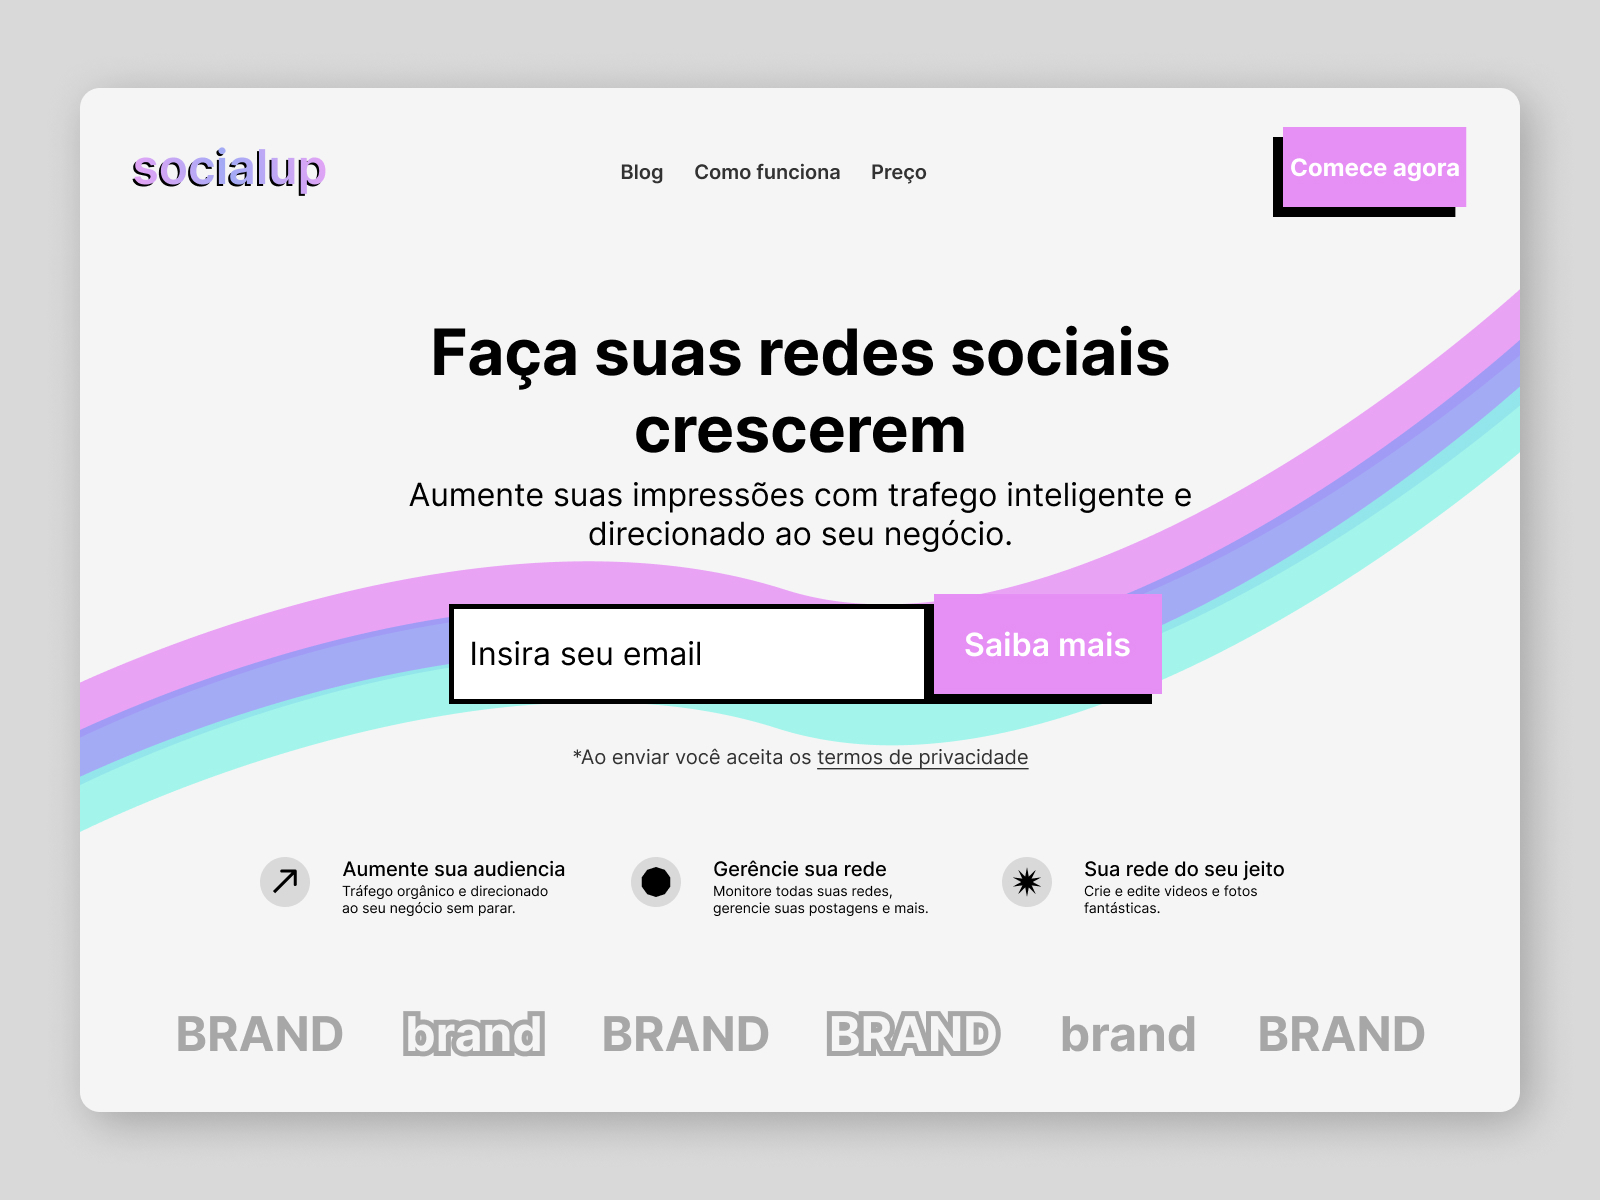 socialup
Blog
Como funciona
Preço
Comece agora
Faça suas redes sociais
crescerem
Aumente suas impressões com trafego inteligente e
direcionado ao seu negócio.
Insira seu email
Saiba mais
*Ao enviar você aceita os termos de privacidade
Aumente sua audiencia
Tráfego orgânico e direcionado
ao seu negócio sem parar.
Gerêncie sua rede
Monitore todas suas redes,
gerencie suas postagens e mais.
Sua rede do seu jeito
Crie e edite videos e fotos
fantásticas.
BRAND
brand
BRAND
BRAND
brand
BRAND